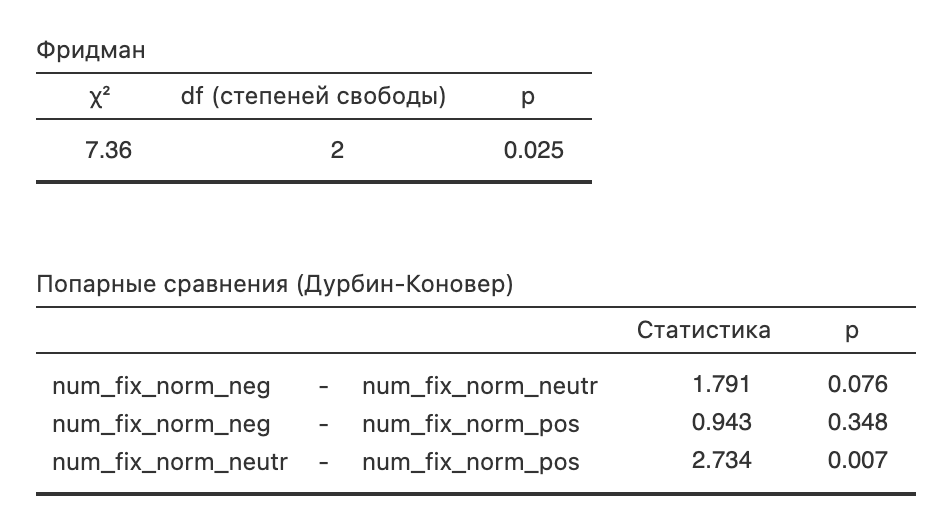 Фридман
χ² df (степеней свободы) p
7.36 2 0.025
Попарные сравнения (Дурбин-Коновер)
Статистика p
num_fix_norm_neg - num_fix_norm_neutr 1.791 0.076
num_fix_norm_neg - num_fix_norm_pos 0.943 0.348
num_fix_norm_neutr - num_fix_norm_pos 2.734 0.007